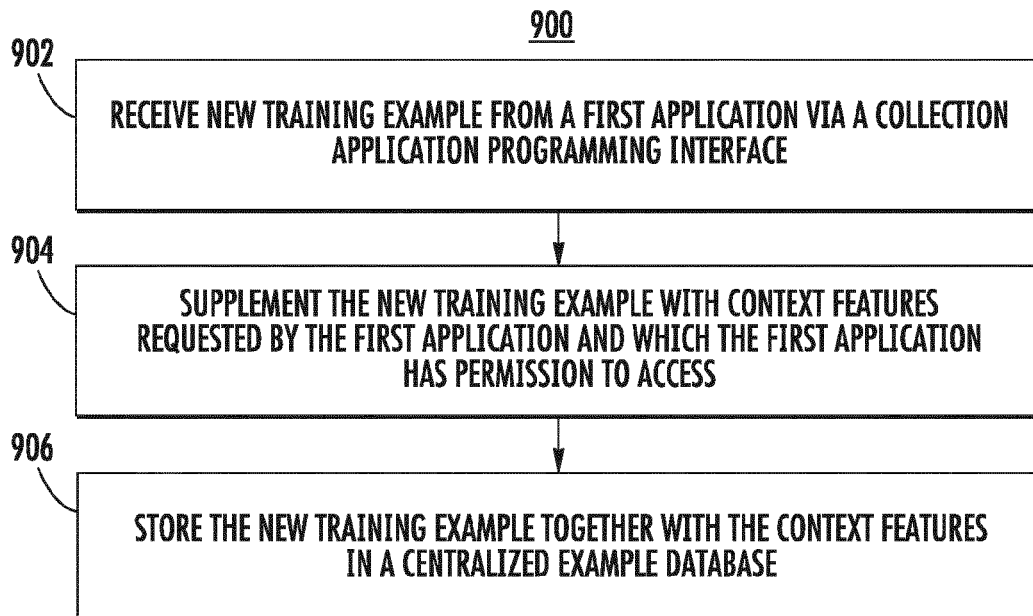 900
902
RECEIVE NEW TRAINING EXAMPLE FROM A FIRST APPLICATION VIA A COLLECTION
APPLICATION PROGRAMMING INTERFACE
904
SUPPLEMENT THE NEW TRAINING EXAMPLE WITH CONTEXT FEATURES
REQUESTED BY THE FIRST APPLICATION AND WHICH THE FIRST APPLICATION
HAS PERMISSION TO ACCESS
906
STORE THE NEW TRAINING EXAMPLE TOGETHER WITH THE CONTEXT FEATURES
IN A CENTRALIZED EXAMPLE DATABASE